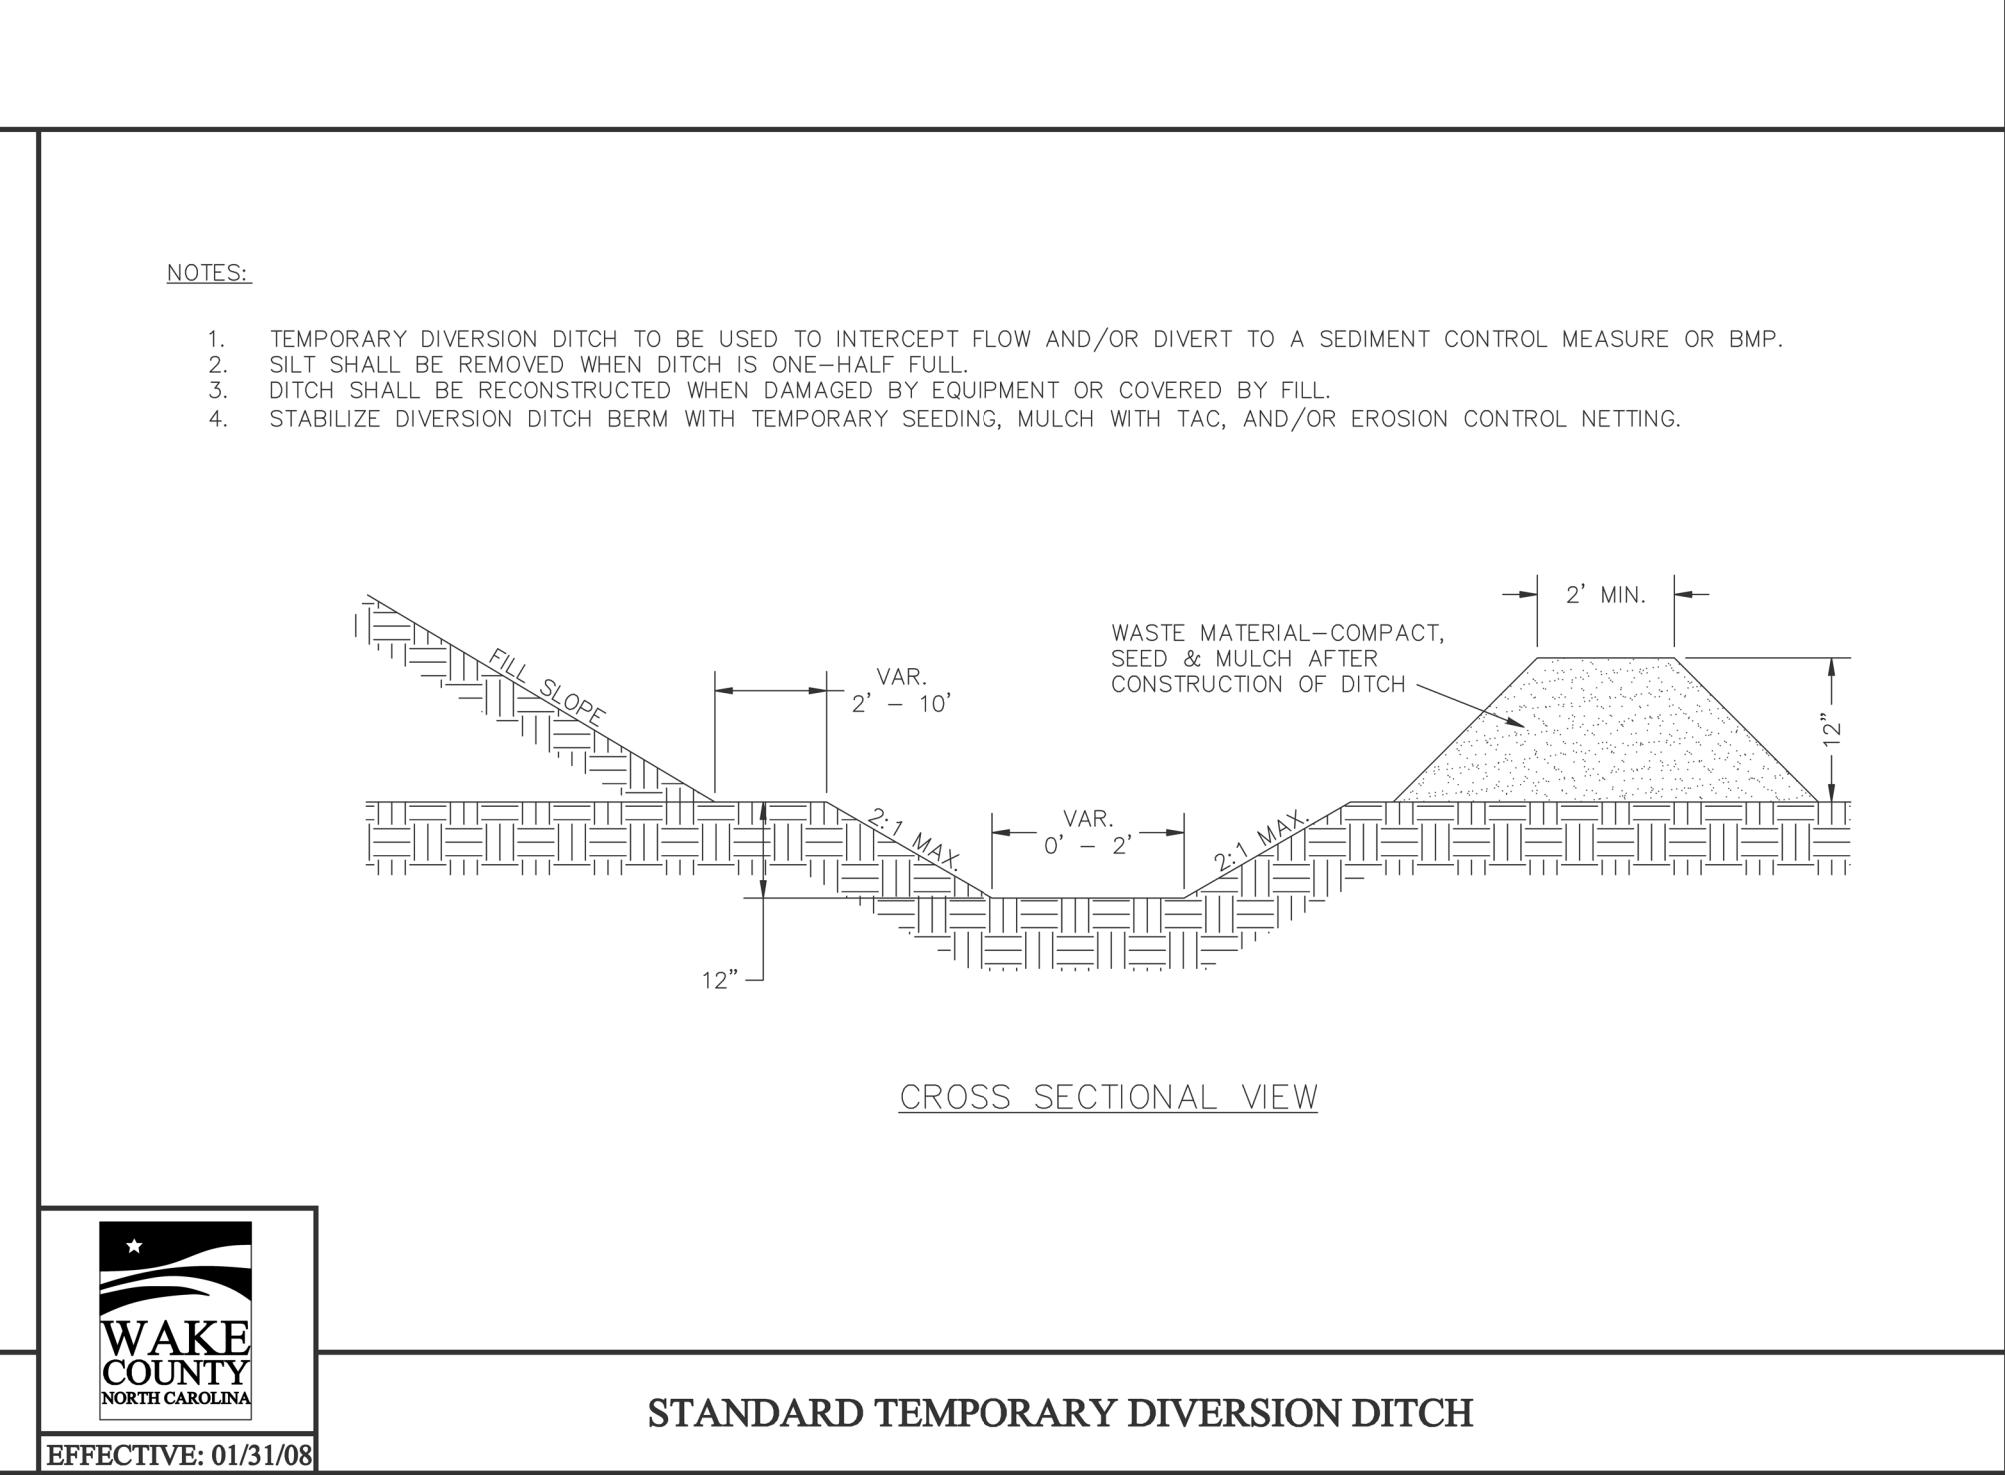 NOTES:
1. TEMPORARY DIVERSION DITCH TO BE USED TO INTERCEPT FLOW AND/OR DIVERT TO A SEDIMENT CONTROL MEASURE OR BMP.
2. SILT SHALL BE REMOVED WHEN DITCH IS ONE-HALF FULL.
3. DITCH SHALL BE RECONSTRUCTED WHEN DAMAGED BY EQUIPMENT OR COVERED BY FILL.
4. STABILIZE DIVERSION DITCH BERM WITH TEMPORARY SEEDING, MULCH WITH TAC, AND/OR EROSION CONTROL NETTING.
2' MIN.
WASTE MATERIAL-COMPACT,
SEED & MULCH AFTER
CONSTRUCTION OF DITCH
FILL SLOPE
VAR.
2' - 10'
12"
2:1 MAX.
VAR.
0' - 2'
2:1 MAX.
12"
CROSS SECTIONAL VIEW
WAKE
COUNTY
NORTH CAROLINA
EFFECTIVE: 01/31/08
STANDARD TEMPORARY DIVERSION DITCH